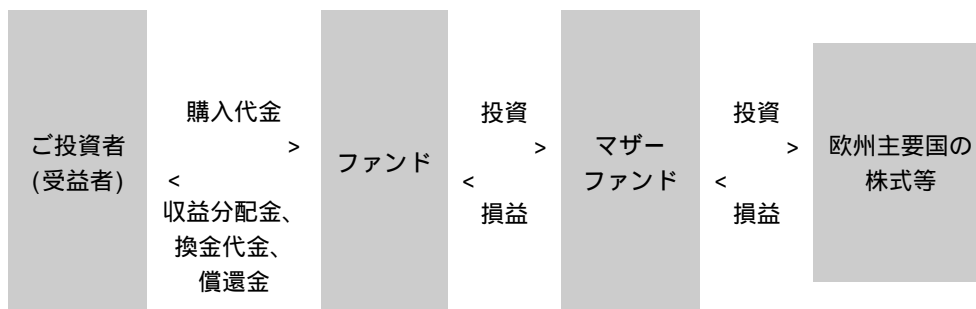 ご投資者
(受益者)
購入代金
>
<
収益分配金、
換金代金、
償還金
ファンド
投資
>
<
損益
マザー
ファンド
投資
>
<
損益
欧州主要国の
株式等